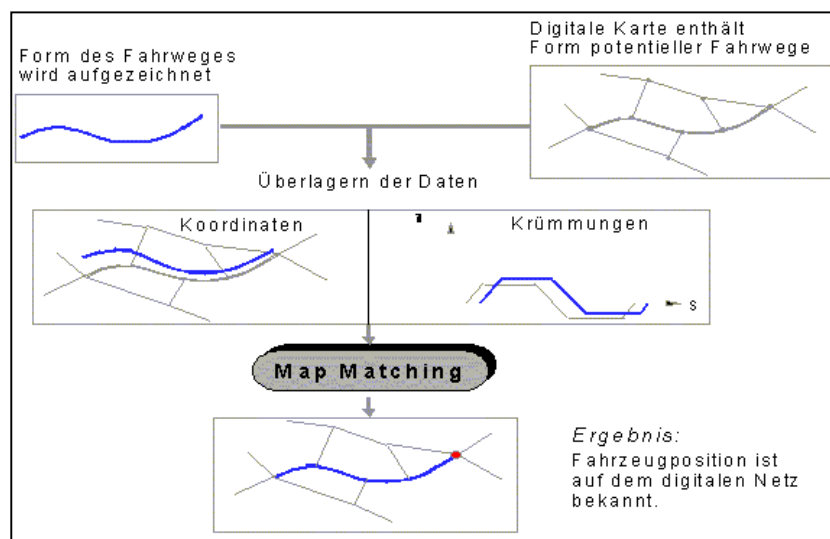 Form des Fahrweges
wird aufgezeichnet
Digitale Karte enthält
Form potentieller Fahrwege
Überlagern der Daten
Koordinaten
Krümmungen
s
Map Matching
Ergebnis:
Fahrzeugposition ist
auf dem digitalen Netz
bekannt.